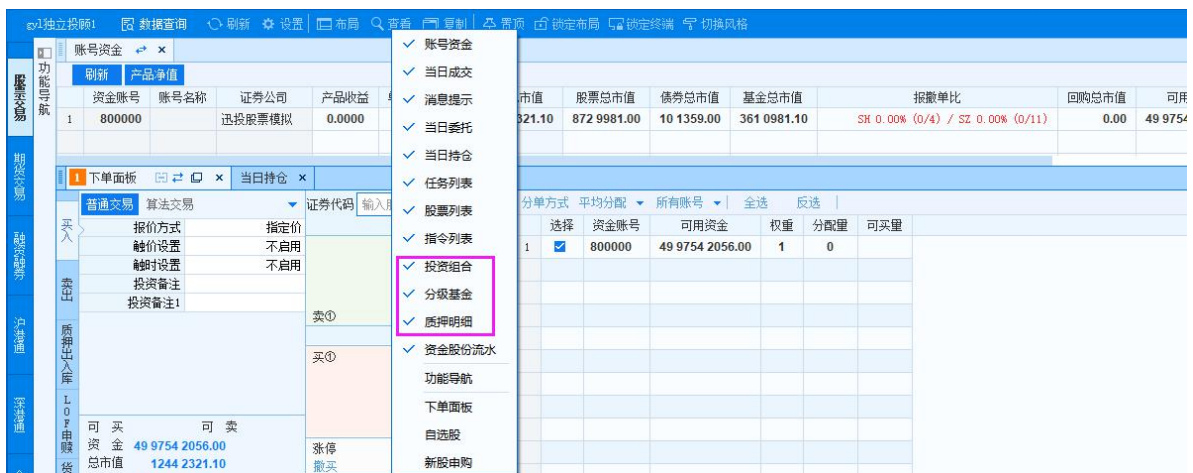 gyl独立投顾1 数据查询 刷新 设置 布局 查看 复制 置顶 锁定布局 锁定终端 切换风格
账号资金
刷新 产品净值
资金账号 账号名称 证券公司 产品收益 市值 股票总市值 债券总市值 基金总市值 报撤单比 回购总市值 可用
1 800000 迅投股票模拟 0.0000 321.10 872 9981.00 10 1359.00 361 0981.10 SH 0.00% (0/4) / SZ 0.00% (0/11) 0.00 49 9754
股票交易
期货交易
融资融券
沪港通
深港通
功能导航
1 下单面板 当日持仓
普通交易 算法交易
买入
卖出
质押出入库
LOF申赎
货
报价方式 指定价
触价设置 不启用
触时设置 不启用
投资备注
投资备注1
可 买 可 卖
资 金 49 9754 2056.00
总市值 1244 2321.10
证券代码 输入
卖①
买①
涨停
撤买
账号资金
当日成交
消息提示
当日委托
当日持仓
任务列表
股票列表
指令列表
投资组合
分级基金
质押明细
资金股份流水
功能导航
下单面板
自选股
新股申购
分单方式 平均分配 所有账号 全选 反选
选择 资金账号 可用资金 权重 分配量 可买量
1 800000 49 9754 2056.00 1 0